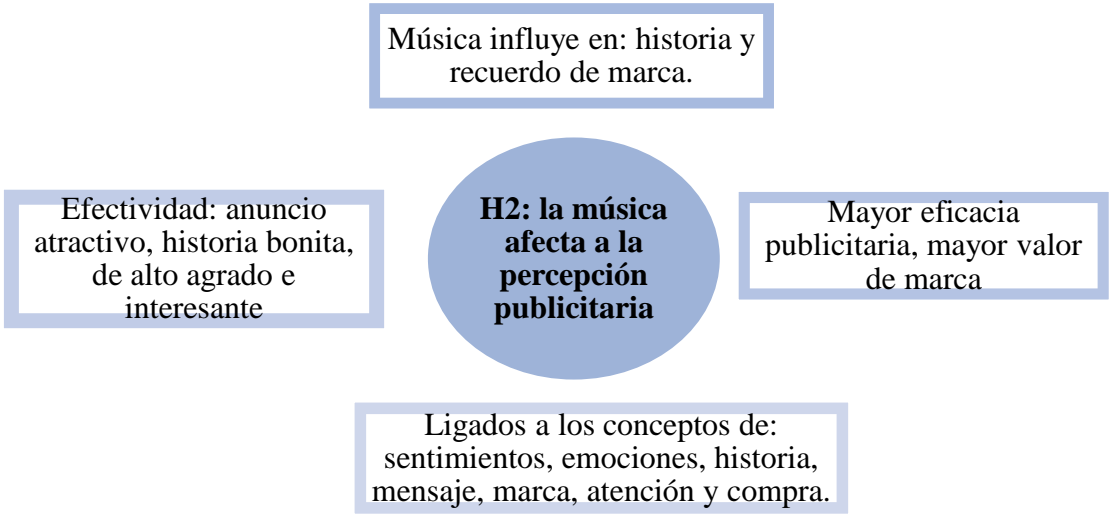 Música influye en: historia y
recuerdo de marca.
Efectividad: anuncio
atractivo, historia bonita,
de alto agrado e
interesante
H2: la música
afecta a la
percepción
publicitaria
Mayor eficacia
publicitaria, mayor valor
de marca
Ligados a los conceptos de:
sentimientos, emociones, historia,
mensaje, marca, atención y compra.